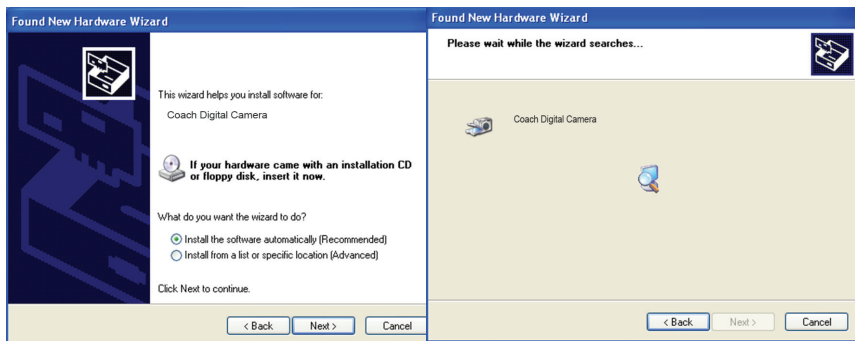 Found New Hardware Wizard
This wizard helps you install software for:
Coach Digital Camera
If your hardware came with an installation CD
or floppy disk, insert it now.
What do you want the wizard to do?
Install the software automatically (Recommended)
Install from a list or specific location (Advanced)
Click Next to continue.
< Back
Next >
Cancel
Found New Hardware Wizard
Please wait while the wizard searches...
Coach Digital Camera
< Back
Next >
Cancel